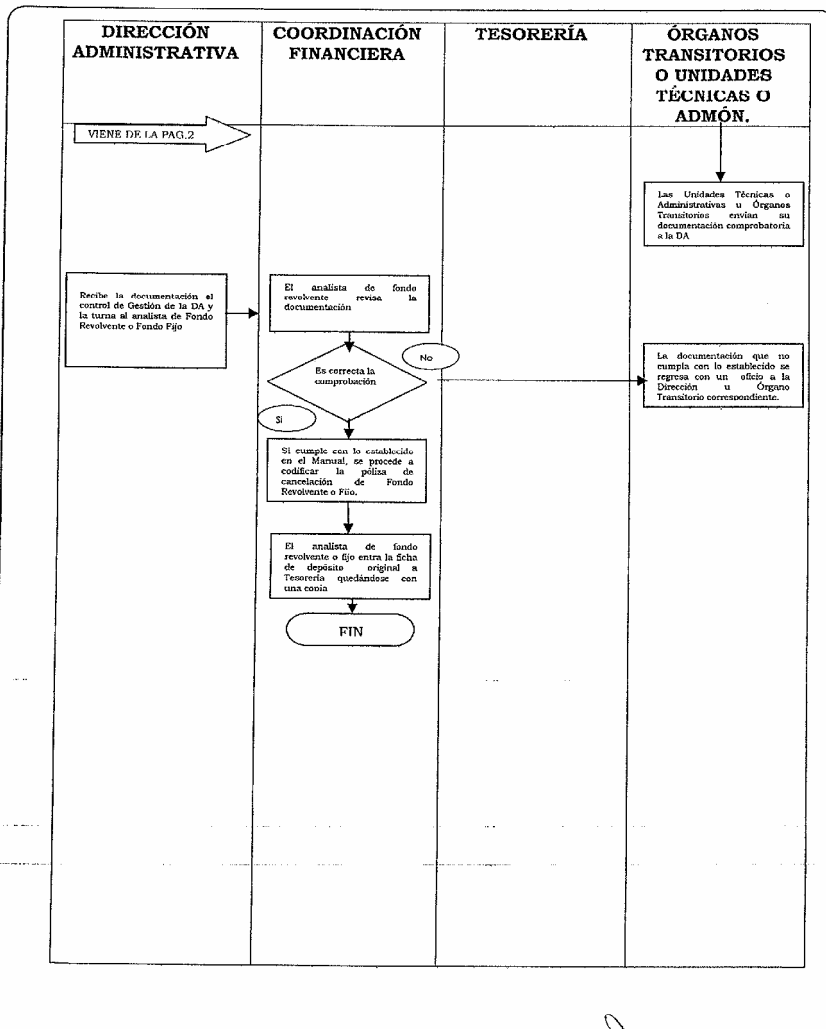 DIRECCIÓN
ADMINISTRATIVA
COORDINACIÓN
FINANCIERA
TESORERÍA
ÓRGANOS
TRANSITORIOS
O UNIDADES
TÉCNICAS O
ADMÓN.
VIENE DE LA PAG.2
Las Unidades Técnicas o
Administrativas u Órganos
Transitorios envían su
documentación comprobatoria
a la DA
Recibe la documentación el
control de Gestión de la DA y
la turna al analista de Fondo
Revolvente o Fondo Fijo
El analista de fondo
revolvente revisa la
documentación
No
Es correcta la
comprobación
La documentación que no
cumpla con lo establecido se
regresa con un oficio a la
Dirección u Órgano
Transitorio correspondiente.
Si
Si cumple con lo establecido
en el Manual, se procede a
codificar la póliza de
cancelación de Fondo
Revolvente o Fijo.
El analista de fondo
revolvente o fijo entra la ficha
de depósito original a
Tesorería quedándose con
una copia
FIN